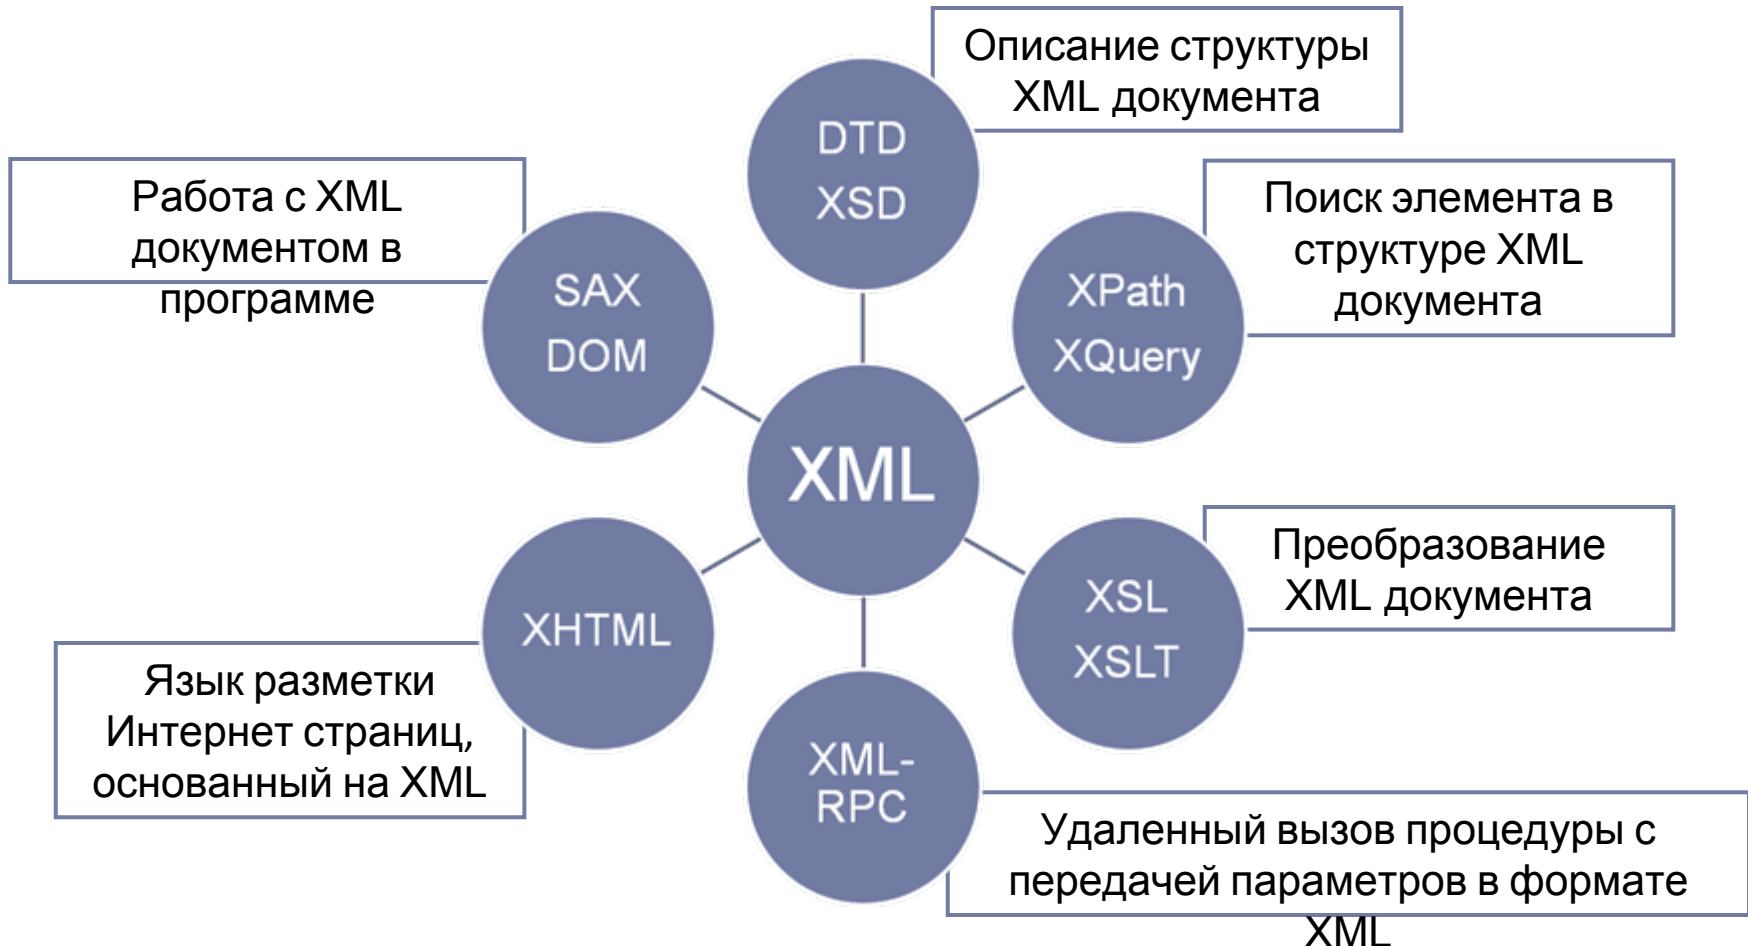 Описание структуры
XML документа
DTD
XSD
Работа с XML
документом в
программе
SAX
DOM
Поиск элемента в
структуре XML
документа
XPath
XQuery
XML
Преобразование
XML документа
XSL
XSLT
XHTML
Язык разметки
Интернет страниц,
основанный на XML
XML-
RPC
Удаленный вызов процедуры с
передачей параметров в формате
XML